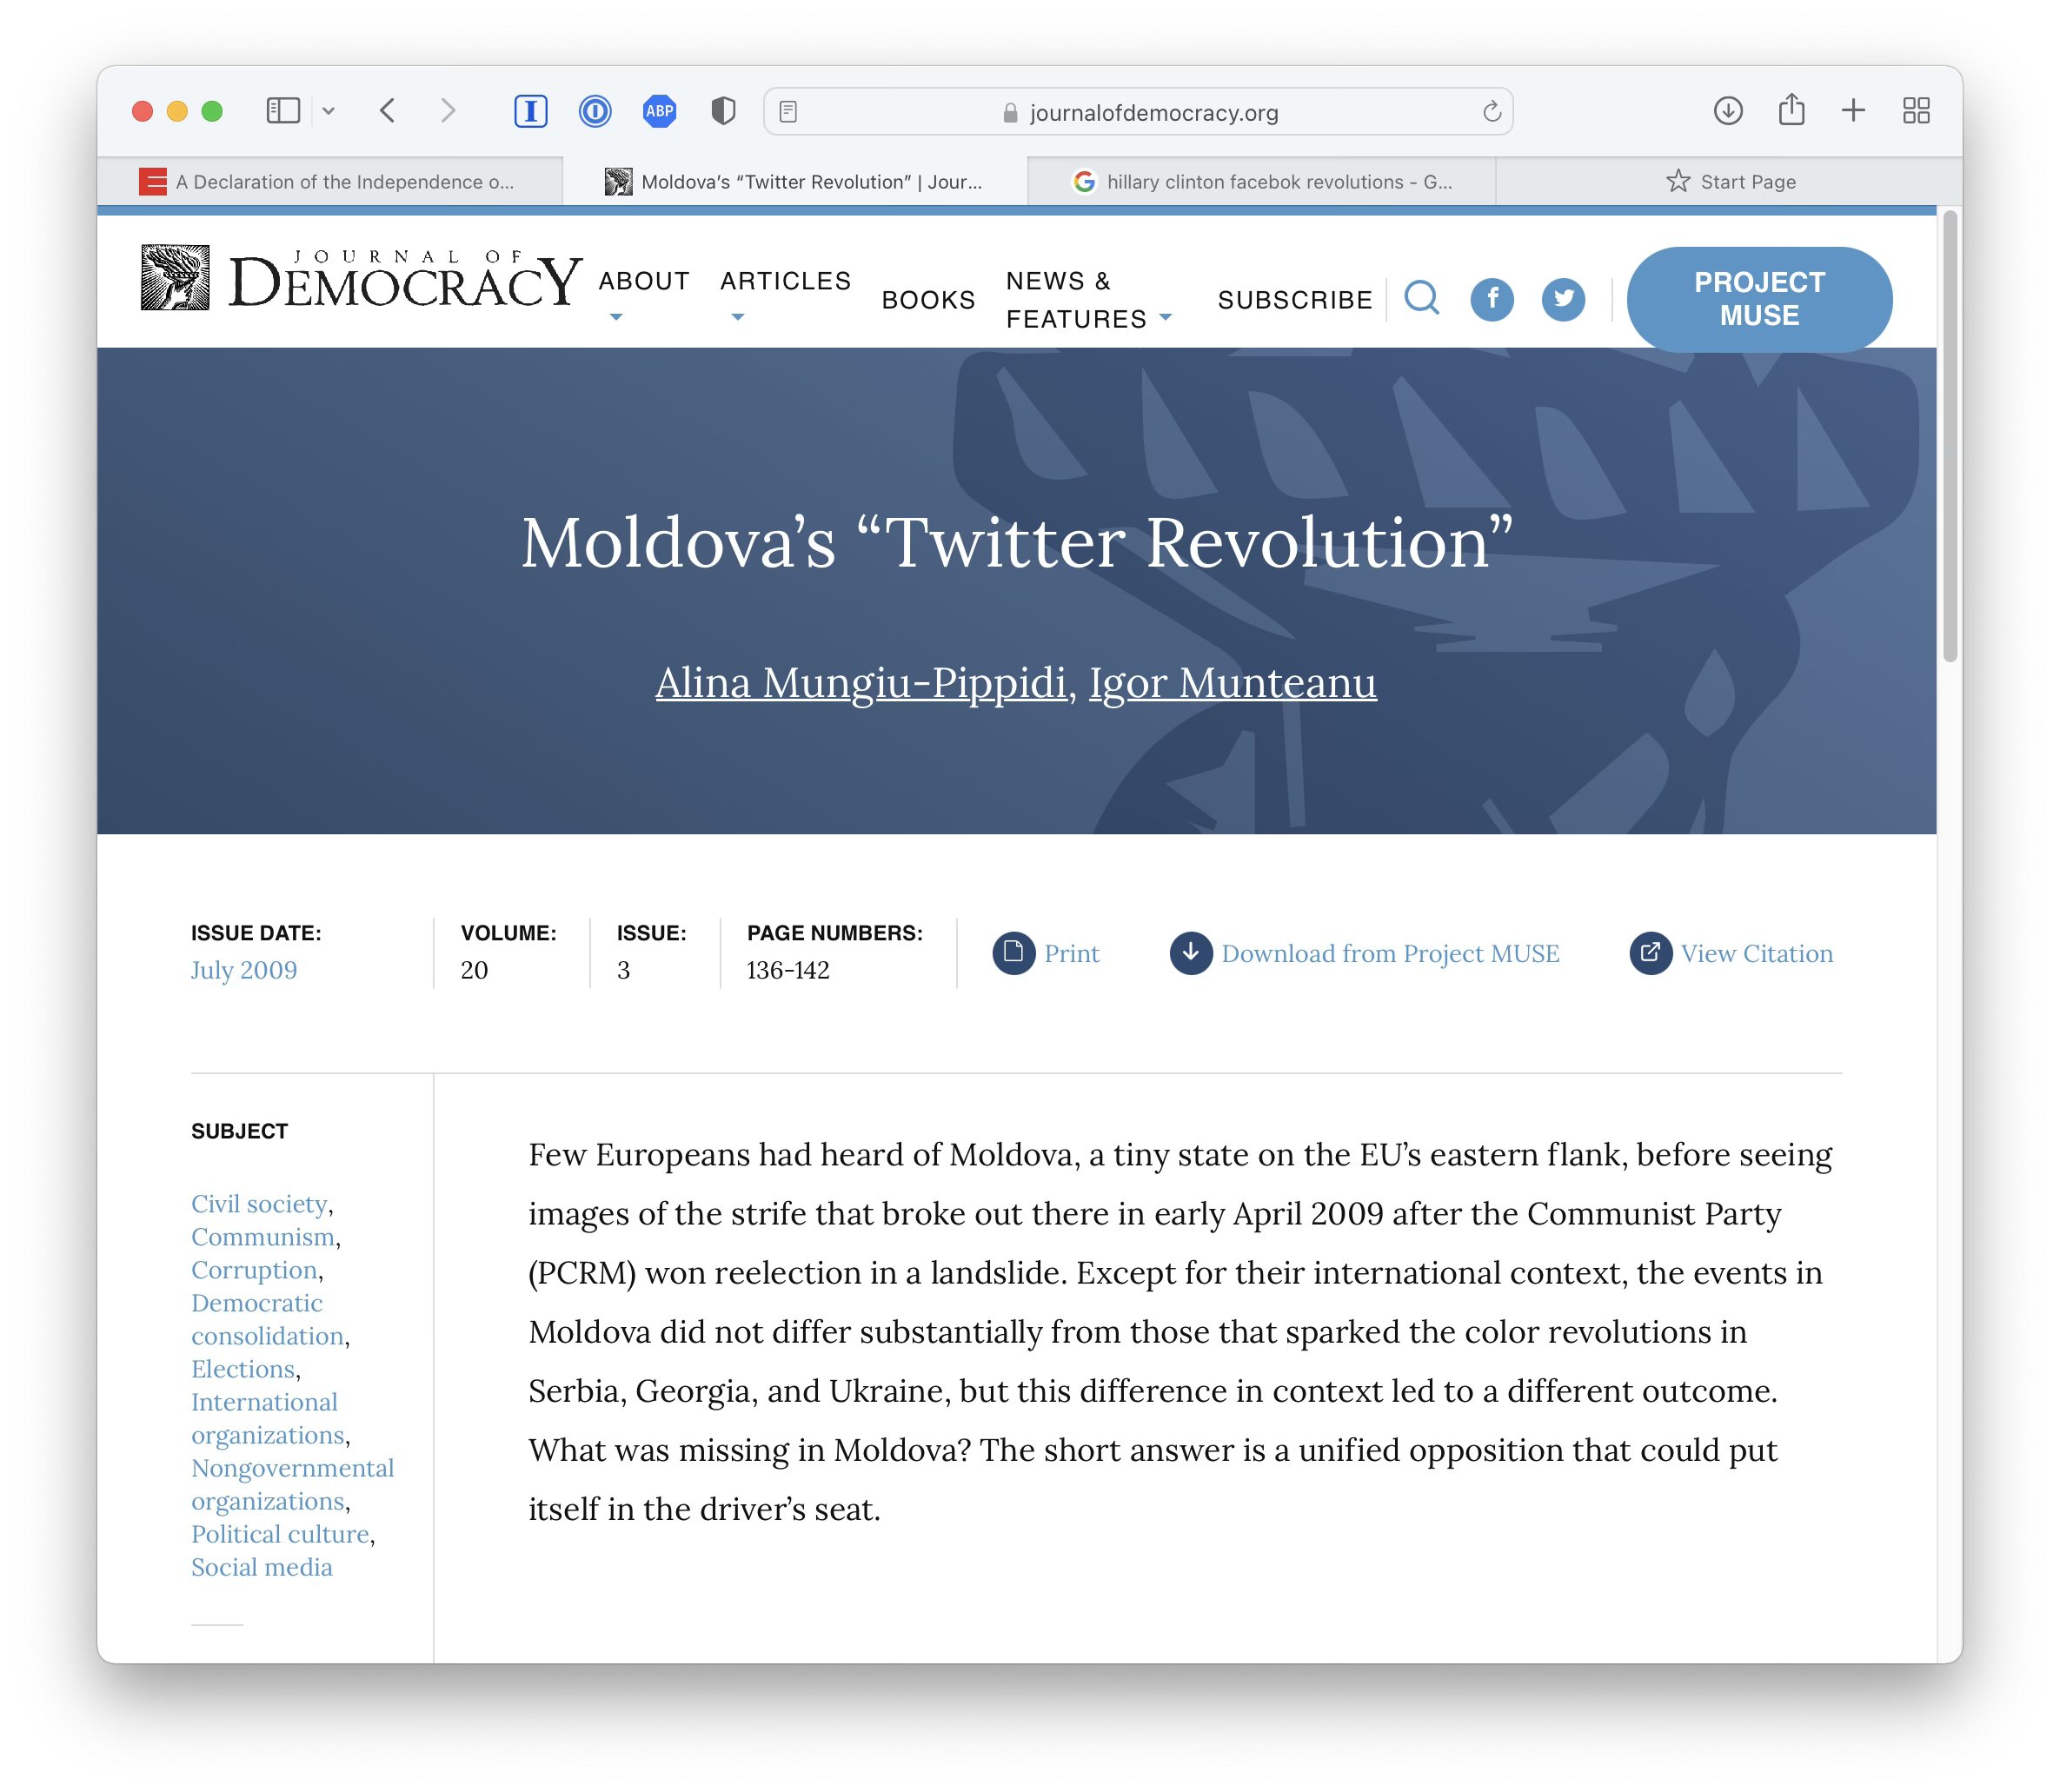 I
ABP
journalofdemocracy.org
A Declaration of the Independence o...
Moldova’s “Twitter Revolution” | Jour...
hillary clinton facebok revolutions - G...
Start Page
JOURNAL OF
DEMOCRACY
ABOUT
ARTICLES
BOOKS
NEWS &
FEATURES
SUBSCRIBE
PROJECT
MUSE
Moldova’s “Twitter Revolution”
Alina Mungiu-Pippidi, Igor Munteanu
ISSUE DATE:
July 2009
VOLUME:
20
ISSUE:
3
PAGE NUMBERS:
136-142
Print
Download from Project MUSE
View Citation
SUBJECT
Civil society,
Communism,
Corruption,
Democratic
consolidation,
Elections,
International
organizations,
Nongovernmental
organizations,
Political culture,
Social media
Few Europeans had heard of Moldova, a tiny state on the EU’s eastern flank, before seeing
images of the strife that broke out there in early April 2009 after the Communist Party
(PCRM) won reelection in a landslide. Except for their international context, the events in
Moldova did not differ substantially from those that sparked the color revolutions in
Serbia, Georgia, and Ukraine, but this difference in context led to a different outcome.
What was missing in Moldova? The short answer is a unified opposition that could put
itself in the driver’s seat.